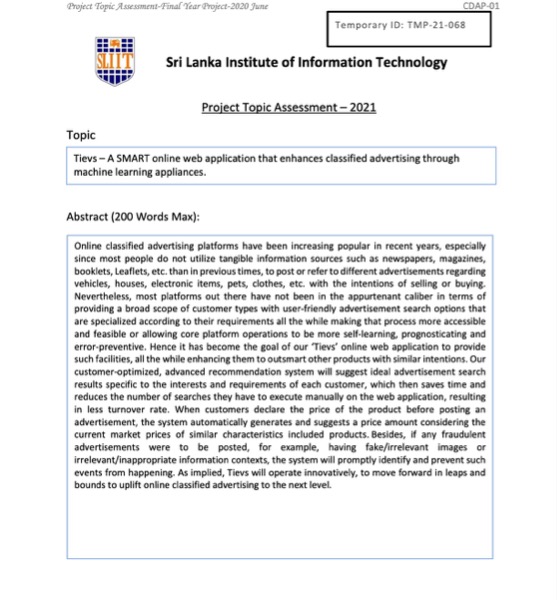 Project Topic Assessment-Final Year Project-2020 June
CDAP-01
Temporary ID: TMP-21-068
SLIIT
Sri Lanka Institute of Information Technology
Project Topic Assessment – 2021
Topic
Tievs – A SMART online web application that enhances classified advertising through
machine learning appliances.
Abstract (200 Words Max):
Online classified advertising platforms have been increasing popular in recent years, especially
since most people do not utilize tangible information sources such as newspapers, magazines,
booklets, Leaflets, etc. than in previous times, to post or refer to different advertisements regarding
vehicles, houses, electronic items, pets, clothes, etc. with the intentions of selling or buying.
Nevertheless, most platforms out there have not been in the appurtenant caliber in terms of
providing a broad scope of customer types with user-friendly advertisement search options that
are specialized according to their requirements all the while making that process more accessible
and feasible or allowing core platform operations to be more self-learning, prognosticating and
error-preventive. Hence it has become the goal of our 'Tievs' online web application to provide
such facilities, all the while enhancing them to outsmart other products with similar intentions. Our
customer-optimized, advanced recommendation system will suggest ideal advertisement search
results specific to the interests and requirements of each customer, which then saves time and
reduces the number of searches they have to execute manually on the web application, resulting
in less turnover rate. When customers declare the price of the product before posting an
advertisement, the system automatically generates and suggests a price amount considering the
current market prices of similar characteristics included products. Besides, if any fraudulent
advertisements were to be posted, for example, having fake/irrelevant images or
irrelevant/inappropriate information contexts, the system will promptly identify and prevent such
events from happening. As implied, Tievs will operate innovatively, to move forward in leaps and
bounds to uplift online classified advertising to the next level.